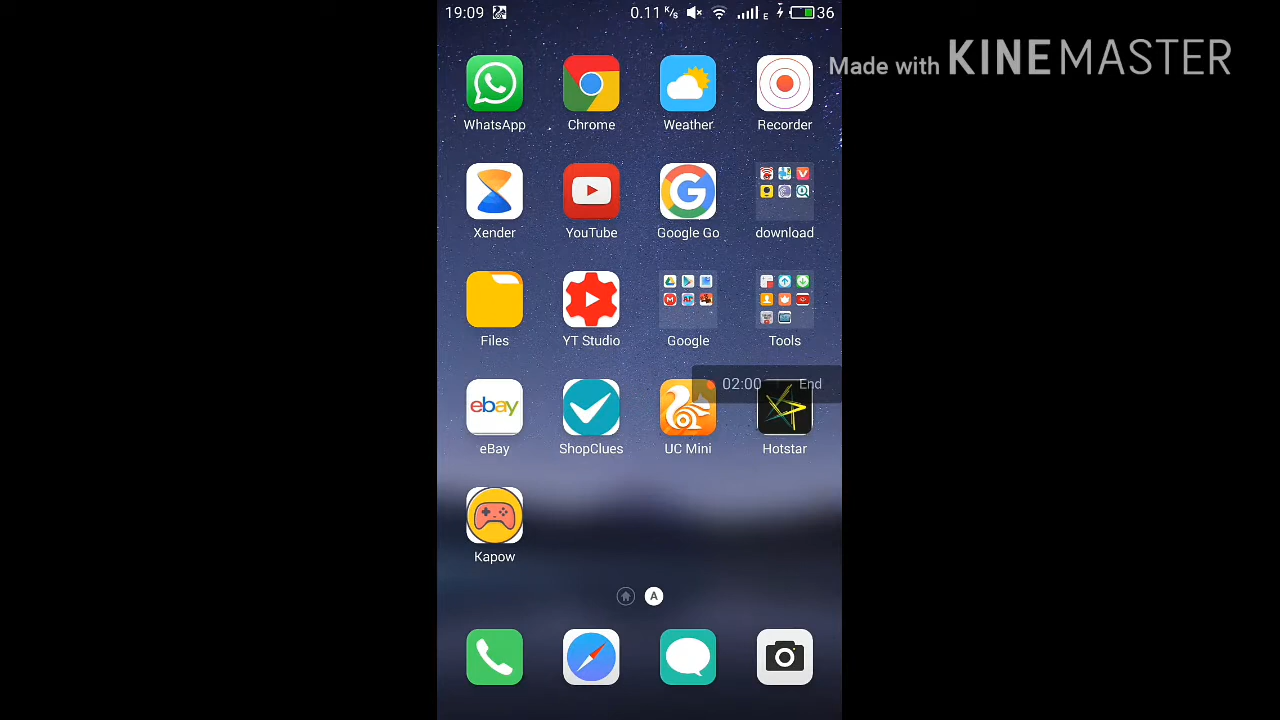 19:09 0.11 K/s E 36
Made with KINEMASTER
WhatsApp Chrome Weather Recorder
Xender YouTube Google Go download
Files YT Studio Google Tools
02:00 End
ebay
eBay ShopClues UC Mini Hotstar
Kapow
A